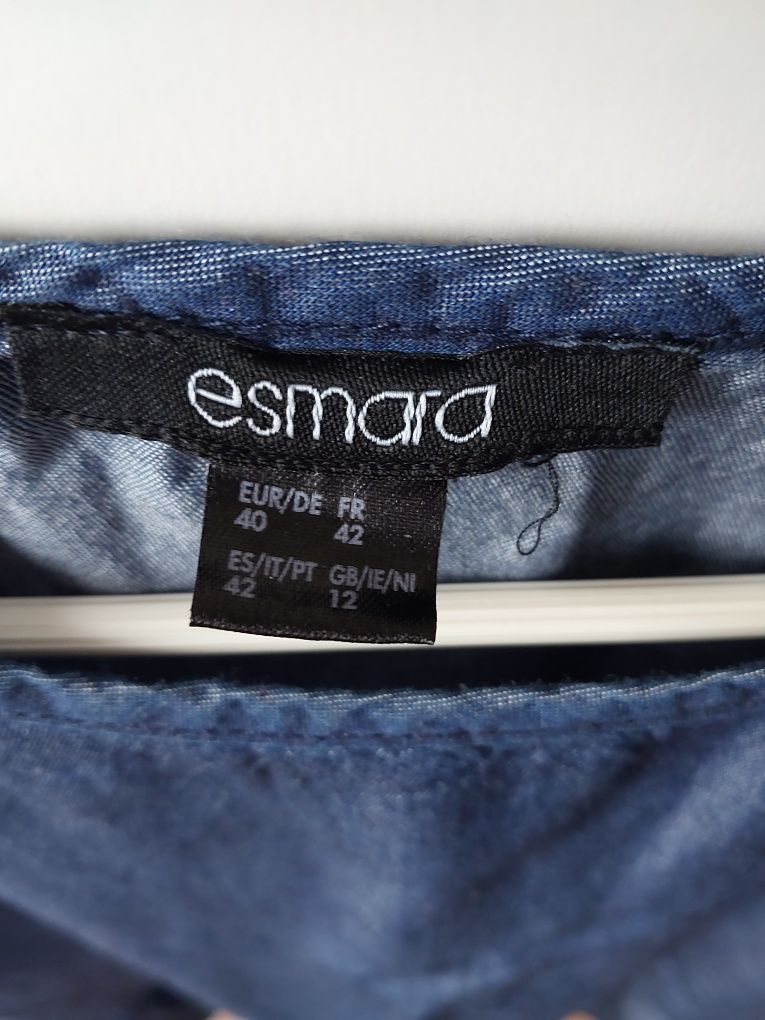 esmara
EUR/DE FR
40 42
ES/IT/PT GB/IE/NI
42 12